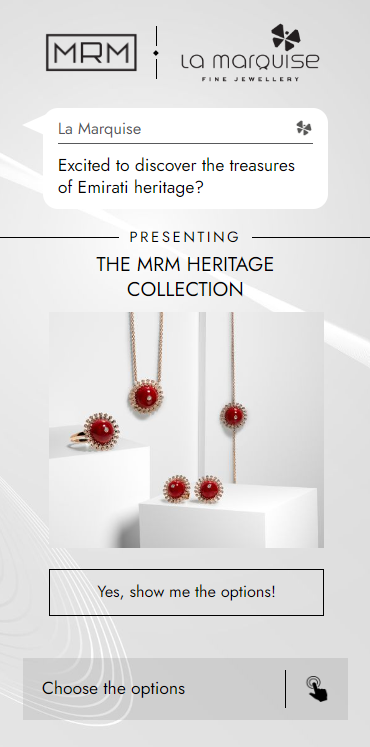 MRM
La marquise
FINE JEWELLERY
La Marquise
Excited to discover the treasures
of Emirati heritage?
PRESENTING
THE MRM HERITAGE
COLLECTION
Yes, show me the options!
Choose the options